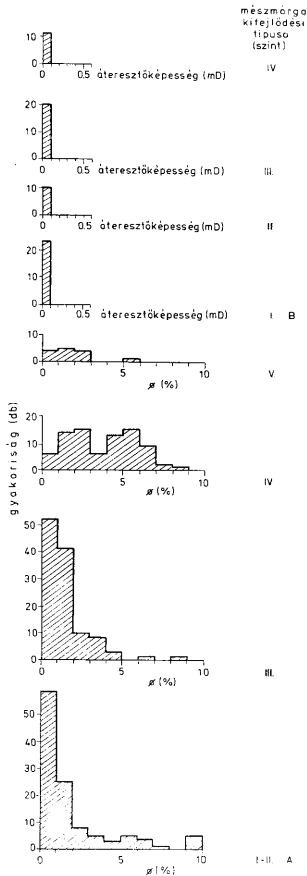 mészmárga
kifejlődési
típusa
(szint)
10
0
0 0.5 áteresztőképesség (mD) IV
20
10
0
0 0.5 áteresztőképesség (mD) III.
10
0
0 0.5 áteresztőképesség (mD) II
20
10
0
0 0.5 áteresztőképesség (mD) I. B
10
0
0 5 10
ø (%) V.
gyakoriság (db)
20
10
0
0 5 10
ø (%) IV
50
40
30
20
10
0
0 5 10
ø (%) III.
50
40
30
20
10
0
0 5 10
ø (%) I-II. A